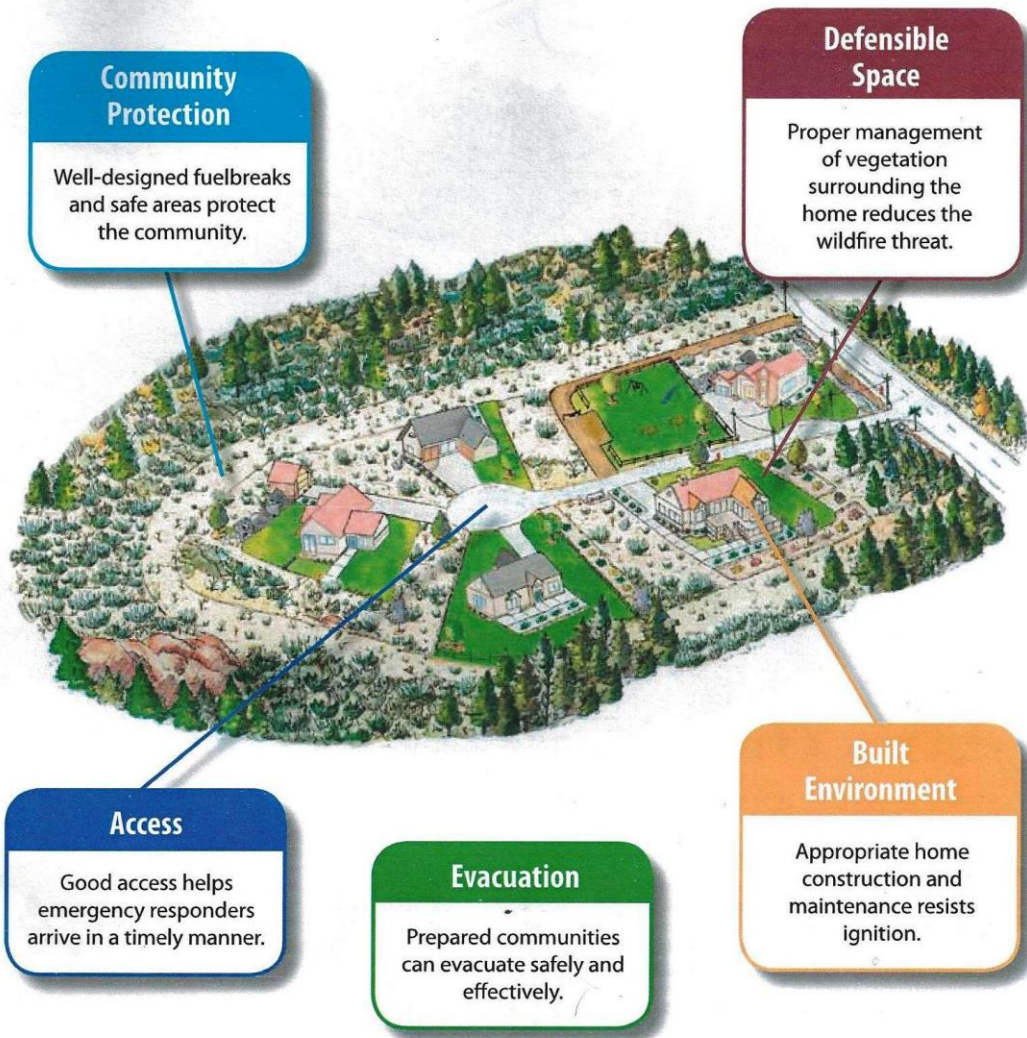 Community
Protection
Well-designed fuelbreaks
and safe areas protect
the community.
Defensible
Space
Proper management
of vegetation
surrounding the
home reduces the
wildfire threat.
Access
Good access helps
emergency responders
arrive in a timely manner.
Evacuation
Prepared communities
can evacuate safely and
effectively.
Built
Environment
Appropriate home
construction and
maintenance resists
ignition.